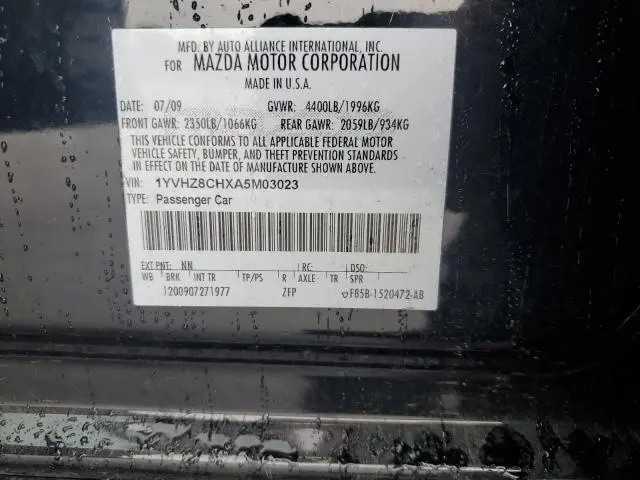 MFD. BY AUTO ALLIANCE INTERNATIONAL, INC.
FOR MAZDA MOTOR CORPORATION
MADE IN U.S.A.
DATE: 07/09 GVWR: 4400LB/1996KG
FRONT GAWR: 2350LB/1066KG REAR GAWR: 2059LB/934KG
THIS VEHICLE CONFORMS TO ALL APPLICABLE FEDERAL MOTOR
VEHICLE SAFETY, BUMPER, AND THEFT PREVENTION STANDARDS
IN EFFECT ON THE DATE OF MANUFACTURE SHOWN ABOVE.
VIN: 1YVHZ8CHXA5M03023
TYPE: Passenger Car
EXT PNT: NN RC: DSO:
WB BRK INT TR TP/PS R AXLE TR SPR
1200907271977 ZFP F85B-1520472-AB